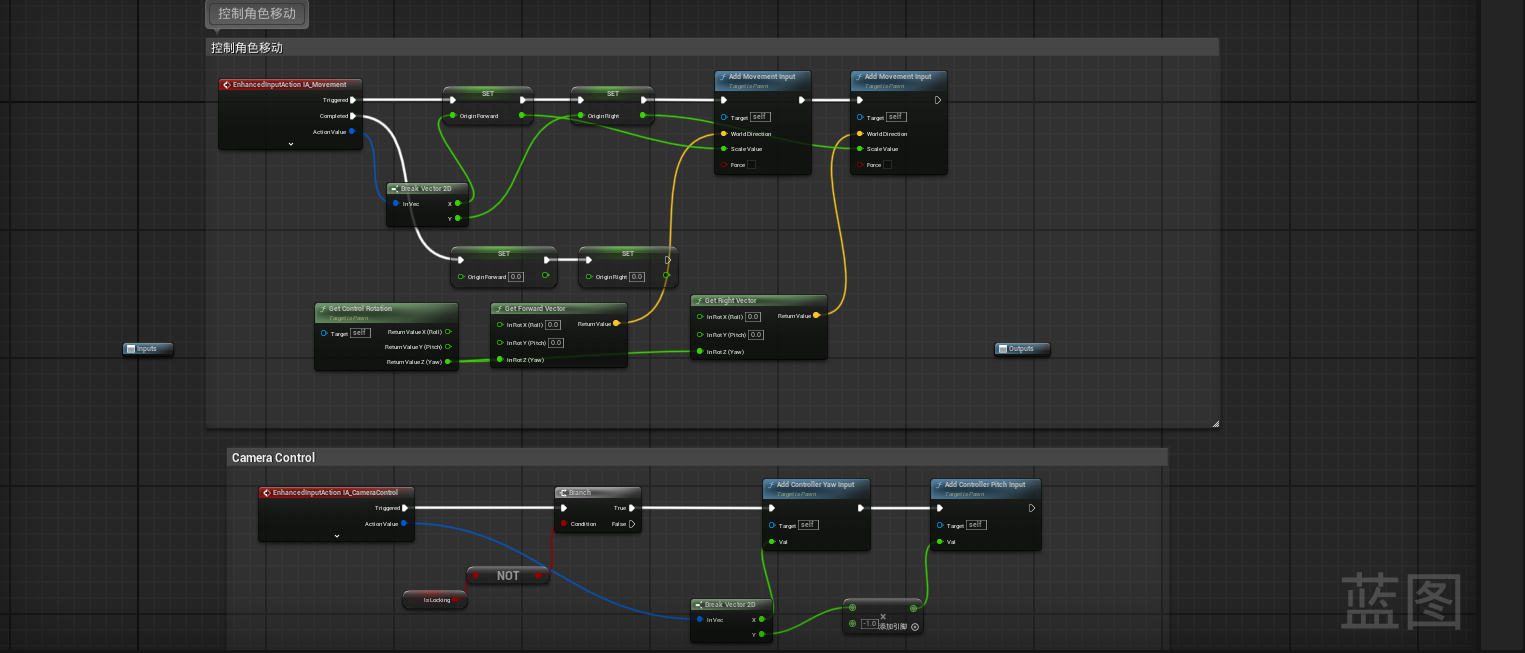 控制角色移动
控制角色移动
EnhancedInputAction IA_Movement
Triggered
Completed
Action Value
SET
Origin Forward
SET
Origin Right
Add Movement Input
Target is Pawn
Target self
World Direction
Scale Value
Force
Add Movement Input
Target is Pawn
Target self
World Direction
Scale Value
Force
Break Vector 2D
In Vec X
Y
SET
Origin Forward 0.0
SET
Origin Right 0.0
Get Control Rotation
Target is Pawn
Target self
Return Value X (Roll)
Return Value Y (Pitch)
Return Value Z (Yaw)
Get Forward Vector
In Rot X (Roll) 0.0
Return Value
In Rot Y (Pitch) 0.0
In Rot Z (Yaw)
Get Right Vector
In Rot X (Roll) 0.0
Return Value
In Rot Y (Pitch) 0.0
In Rot Z (Yaw)
Inputs
Outputs
Camera Control
EnhancedInputAction IA_CameraControl
Triggered
Action Value
Branch
True
Condition False
NOT
Is Locking
Add Controller Yaw Input
Target is Pawn
Target self
Val
Add Controller Pitch Input
Target is Pawn
Target self
Val
Break Vector 2D
In Vec X
Y
×
-1.0 添加引脚
蓝图